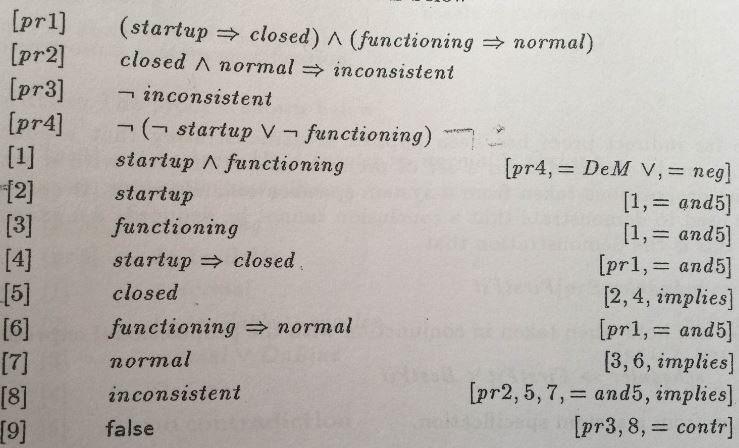 [pr1] (startup ⇒ closed) ∧ (functioning ⇒ normal)
[pr2] closed ∧ normal ⇒ inconsistent
[pr3] ¬ inconsistent
[pr4] ¬ (¬ startup ∨ ¬ functioning)
[1] startup ∧ functioning [pr4, = DeM ∨, = neg]
[2] startup [1, = and5]
[3] functioning [1, = and5]
[4] startup ⇒ closed [pr1, = and5]
[5] closed [2, 4, implies]
[6] functioning ⇒ normal [pr1, = and5]
[7] normal [3, 6, implies]
[8] inconsistent [pr2, 5, 7, = and5, implies]
[9] false [pr3, 8, = contr]